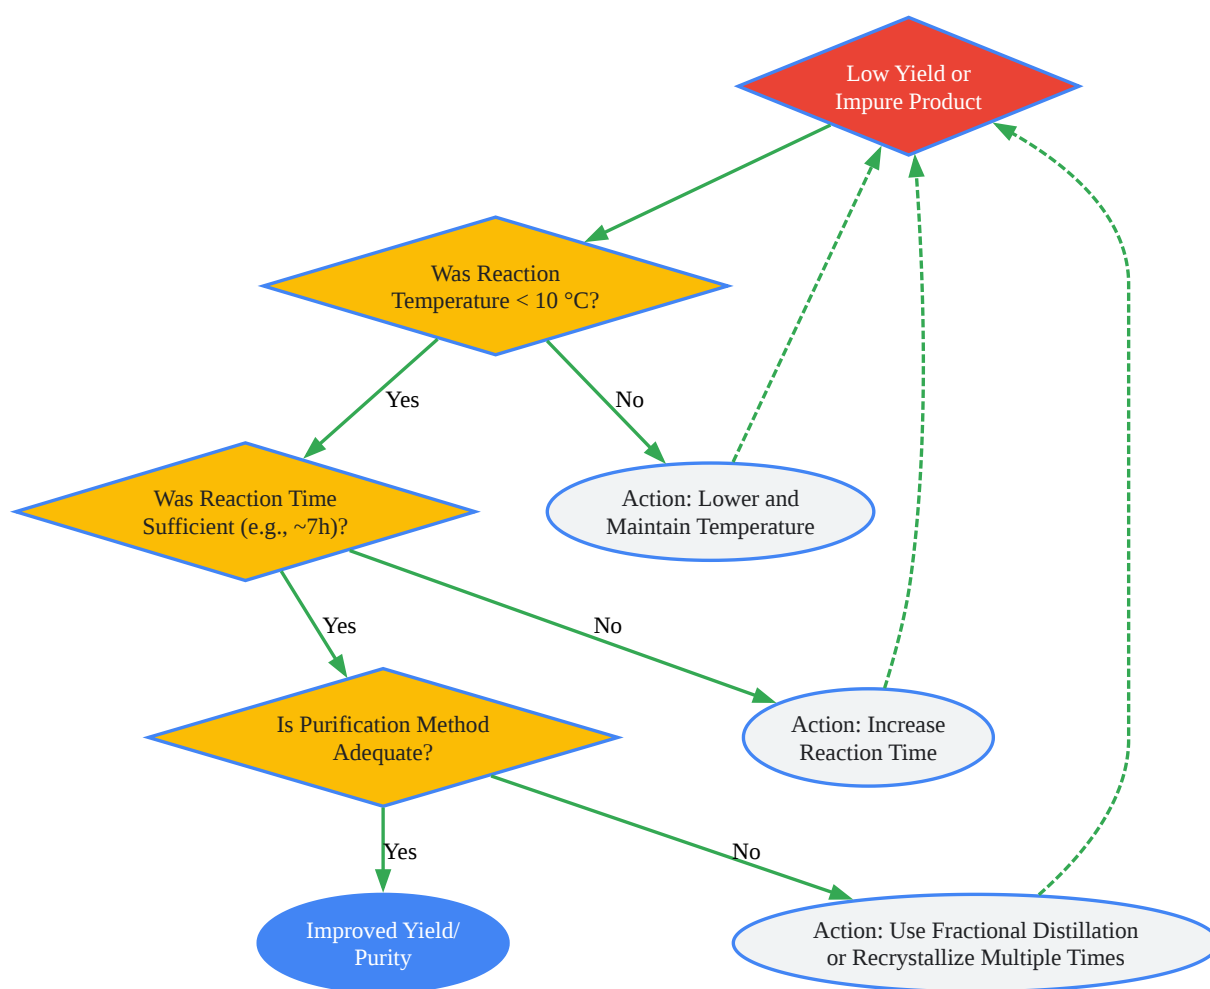 Low Yield or
Impure Product
Was Reaction
Temperature < 10 °C?
Yes
No
Was Reaction Time
Sufficient (e.g., ~7h)?
Action: Lower and
Maintain Temperature
Yes
No
Is Purification Method
Adequate?
Action: Increase
Reaction Time
Yes
No
Improved Yield/
Purity
Action: Use Fractional Distillation
or Recrystallize Multiple Times